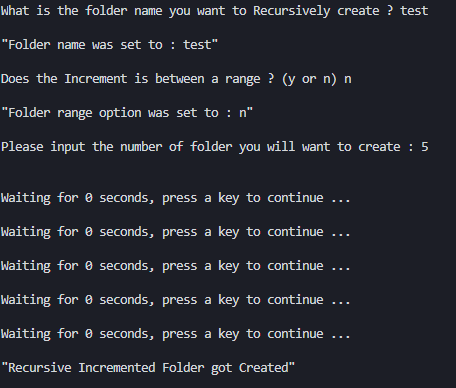 What is the folder name you want to Recursively create ? test
"Folder name was set to : test"
Does the Increment is between a range ? (y or n) n
"Folder range option was set to : n"
Please input the number of folder you will want to create : 5
Waiting for 0 seconds, press a key to continue ...
Waiting for 0 seconds, press a key to continue ...
Waiting for 0 seconds, press a key to continue ...
Waiting for 0 seconds, press a key to continue ...
Waiting for 0 seconds, press a key to continue ...
"Recursive Incremented Folder got Created"